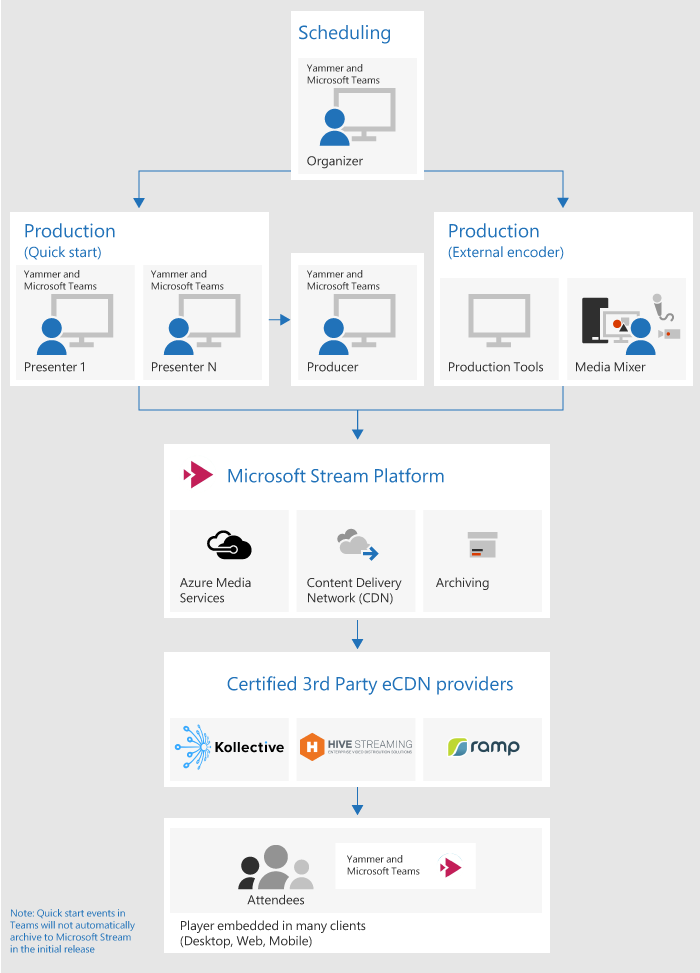 Scheduling
Yammer and
Microsoft Teams
Organizer
Production
(Quick start)
Yammer and
Microsoft Teams
Presenter 1
Yammer and
Microsoft Teams
Presenter N
Yammer and
Microsoft Teams
Producer
Production
(External encoder)
Production Tools
Media Mixer
Microsoft Stream Platform
Azure Media
Services
Content Delivery
Network (CDN)
Archiving
Certified 3rd Party eCDN providers
Kollective
HIVE STREAMING
ENTERPRISE VIDEO DISTRIBUTION SOLUTIONS
ramp
Attendees
Yammer and
Microsoft Teams
Player embedded in many clients
(Desktop, Web, Mobile)
Note: Quick start events in
Teams will not automatically
archive to Microsoft Stream
in the initial release